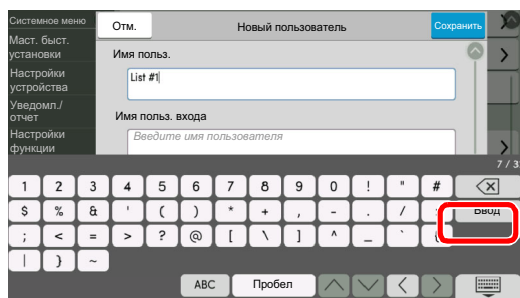 Системное меню
Отм.
Новый пользователь
Сохранить
Маст. быст.
установки
Имя польз.
Настройки
устройства
List #1
Уведомл./
отчет
Имя польз. входа
Настройки
функции
Введите имя пользователя
7 / 3
1 2 3 4 5 6 7 8 9 0 ! " #
$ % & ' ( ) * + , - . / : Ввод
; < = > ? @ [ \ ] ^ _ ` {
| } ~
ABC Пробел